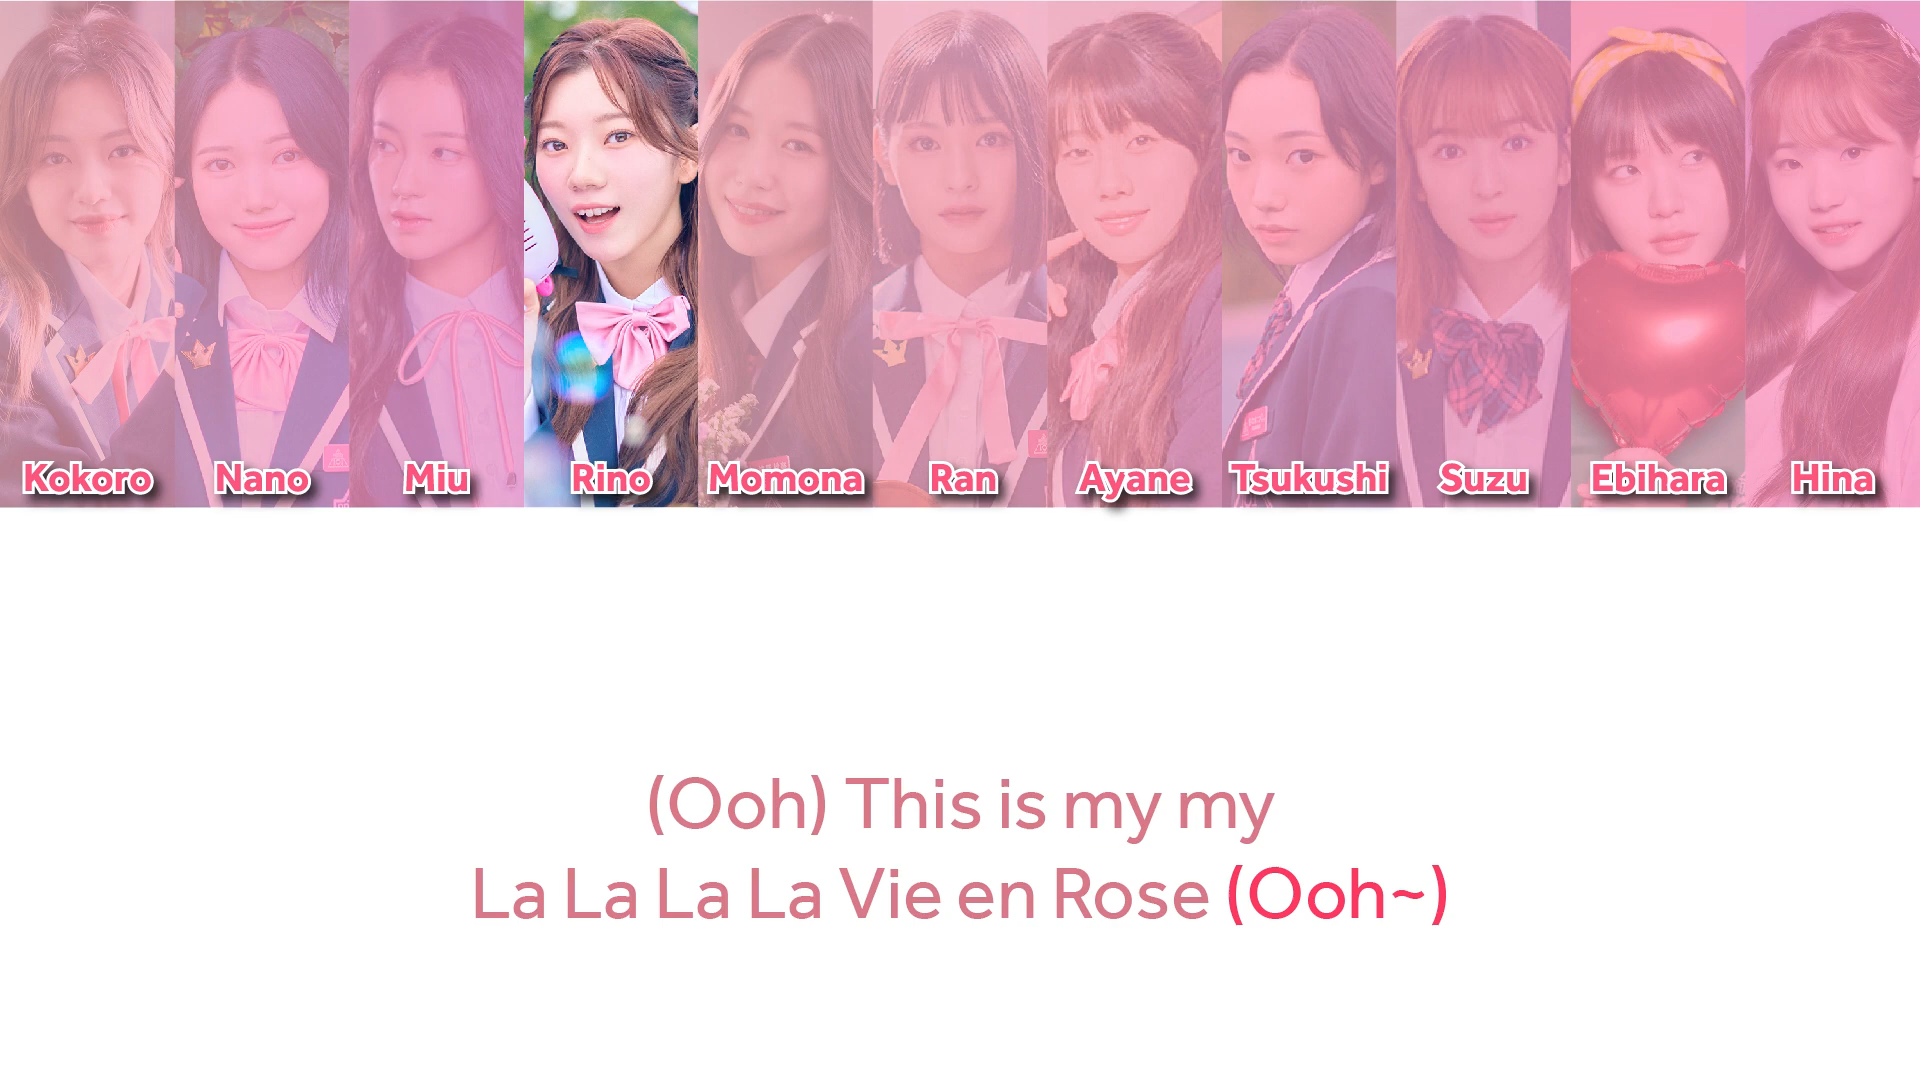 Kokoro Nano Miu Rino Momona Ran Ayane Tsukushi Suzu Ebihara Hina
(Ooh) This is my my
La La La La Vie en Rose (Ooh~)